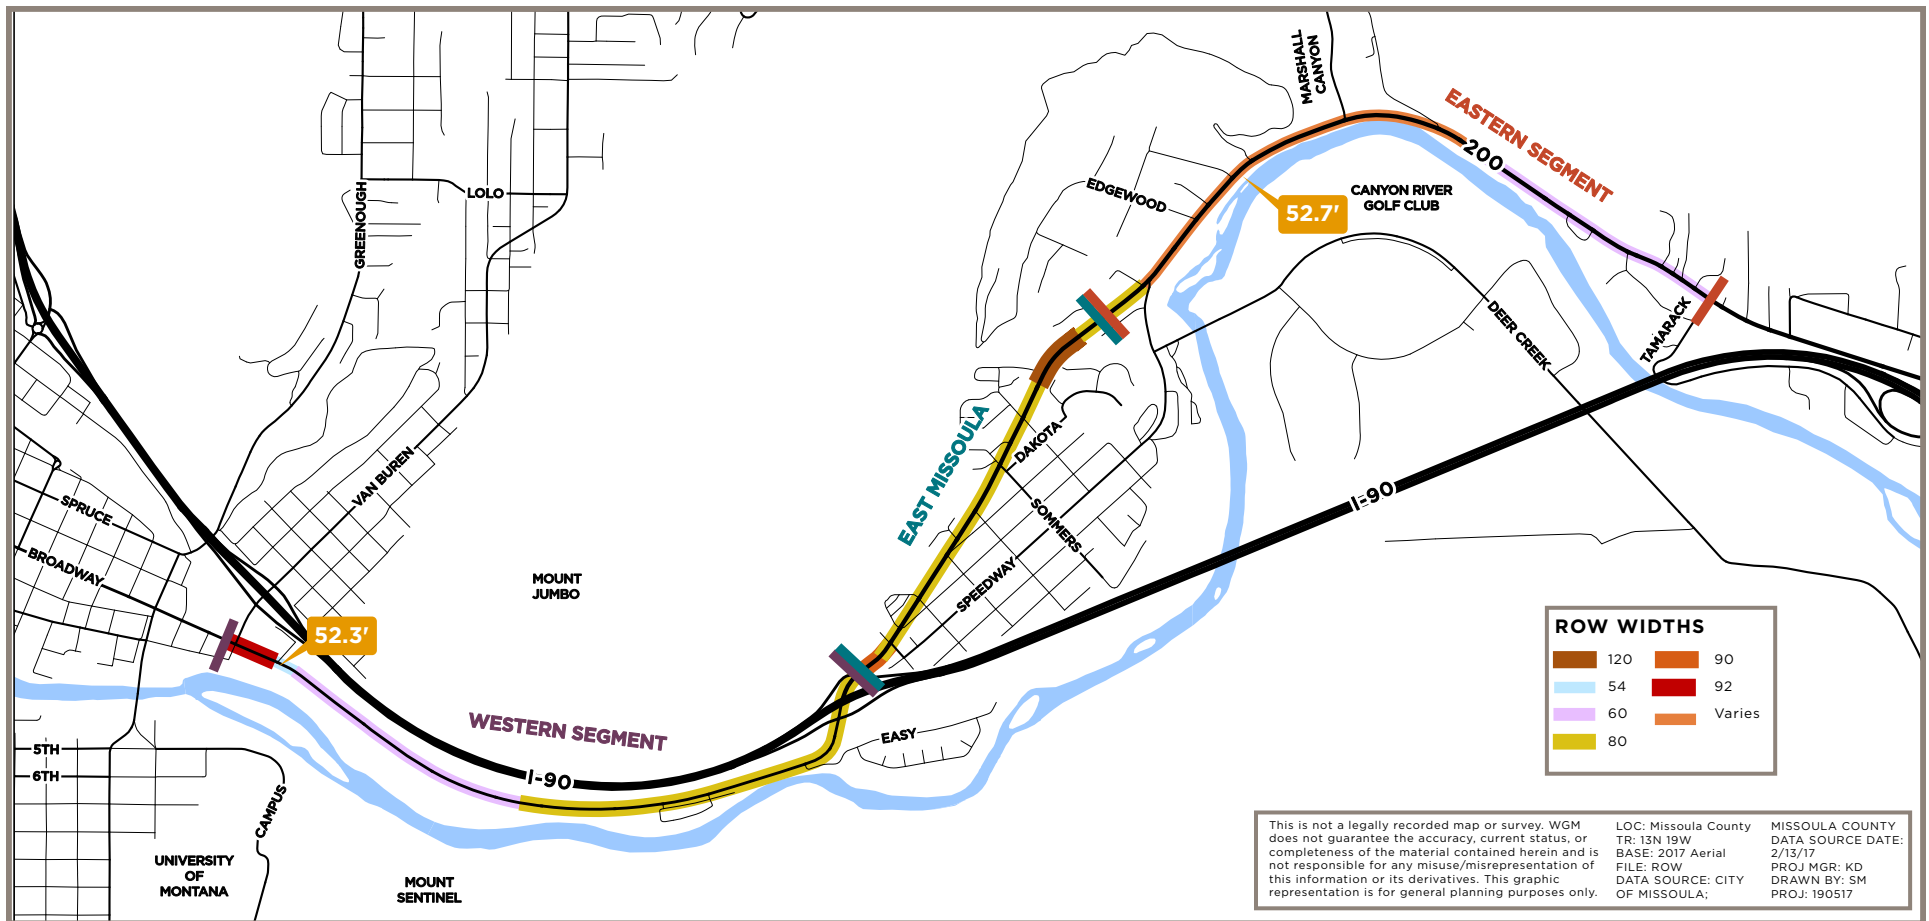 MARSHALL
CANYON
EASTERN SEGMENT
200
GREENOUGH
LOLO
EDGEWOOD
52.7'
CANYON RIVER
GOLF CLUB
DEER CREEK
TAMARACK
EAST MISSOULA
DAKOTA
VAN BUREN
SPRUCE
BROADWAY
SOMMERS
SPEEDWAY
I-90
MOUNT
JUMBO
52.3'
WESTERN SEGMENT
EASY
I-90
5TH
6TH
CAMPUS
UNIVERSITY
OF
MONTANA
MOUNT
SENTINEL
ROW WIDTHS
120
54
60
80
90
92
Varies
This is not a legally recorded map or survey. WGM
does not guarantee the accuracy, current status, or
completeness of the material contained herein and is
not responsible for any misuse/misrepresentation of
this information or its derivatives. This graphic
representation is for general planning purposes only.
LOC: Missoula County
TR: 13N 19W
BASE: 2017 Aerial
FILE: ROW
DATA SOURCE: CITY
OF MISSOULA;
MISSOULA COUNTY
DATA SOURCE DATE:
2/13/17
PROJ MGR: KD
DRAWN BY: SM
PROJ: 190517